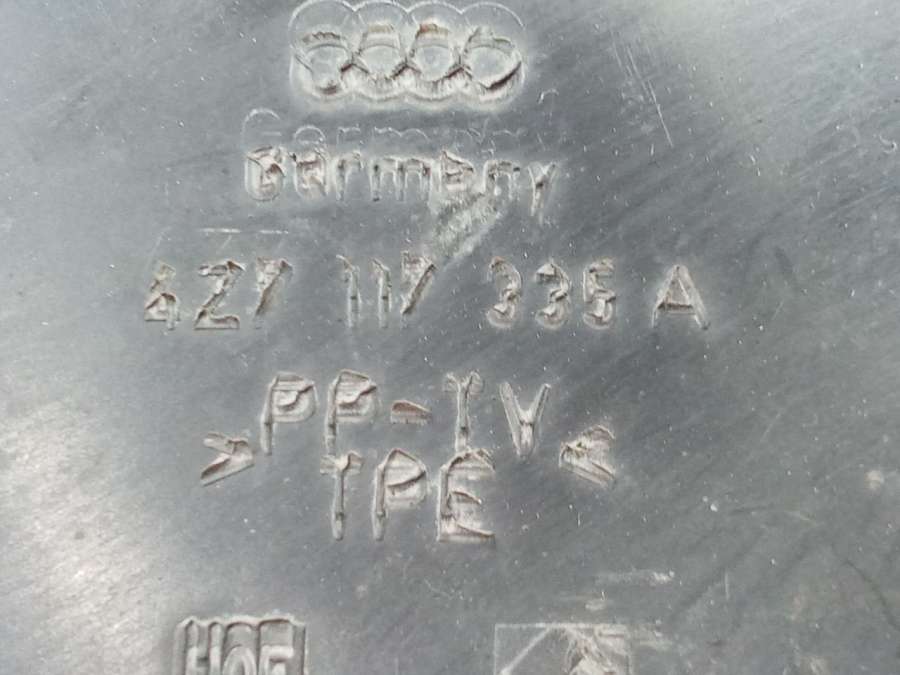 Germany
4Z7 117 335 A
>PP-TV<
TPE